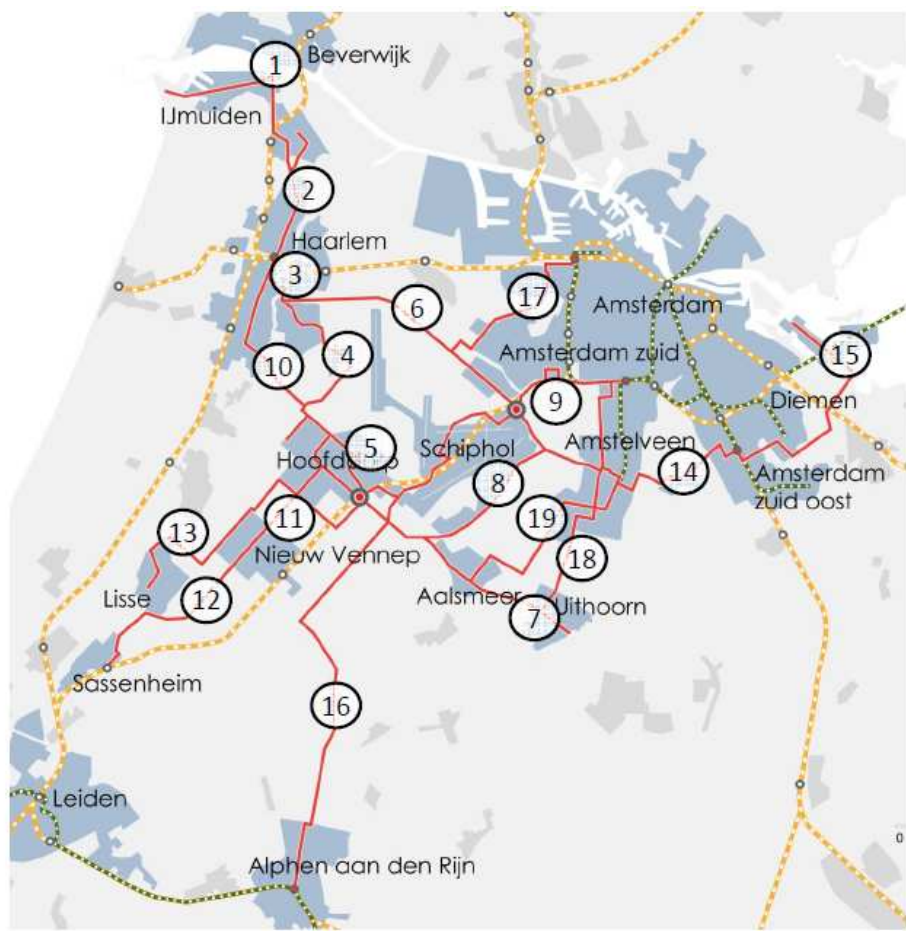 1
Beverwijk
IJmuiden
2
Haarlem
3
6
17
Amsterdam
4
10
Amsterdam zuid
15
9
Diemen
5
Hoofddorp
Schiphol
Amstelveen
8
14
Amsterdam
zuid oost
11
19
13
Nieuw Vennep
18
Lisse
12
Aalsmeer
7
Uithoorn
Sassenheim
16
Leiden
0
Alphen aan den Rijn